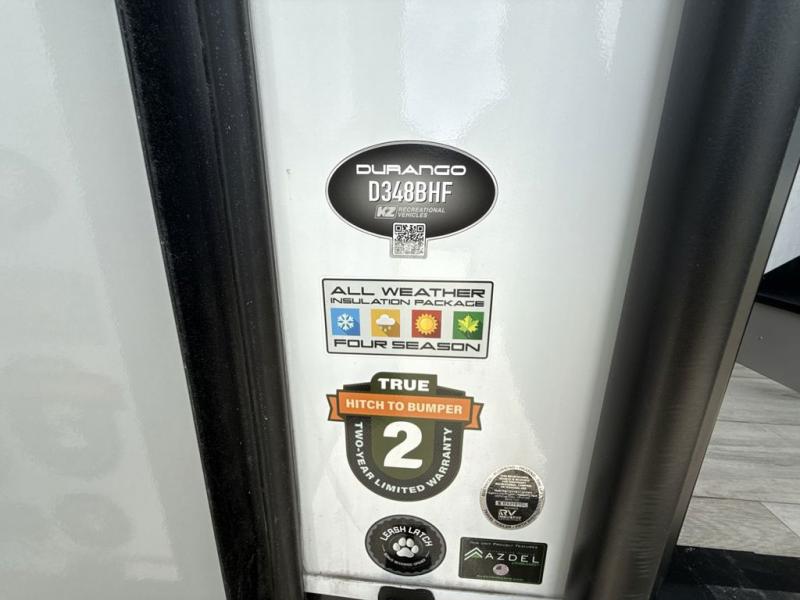 DURANGO
D348BHF
KZ RECREATIONAL
VEHICLES
ALL WEATHER
INSULATION PACKAGE
FOUR SEASON
TRUE
HITCH TO BUMPER
2
TWO-YEAR LIMITED WARRANTY
LEASH LATCH
RV
AZDEL